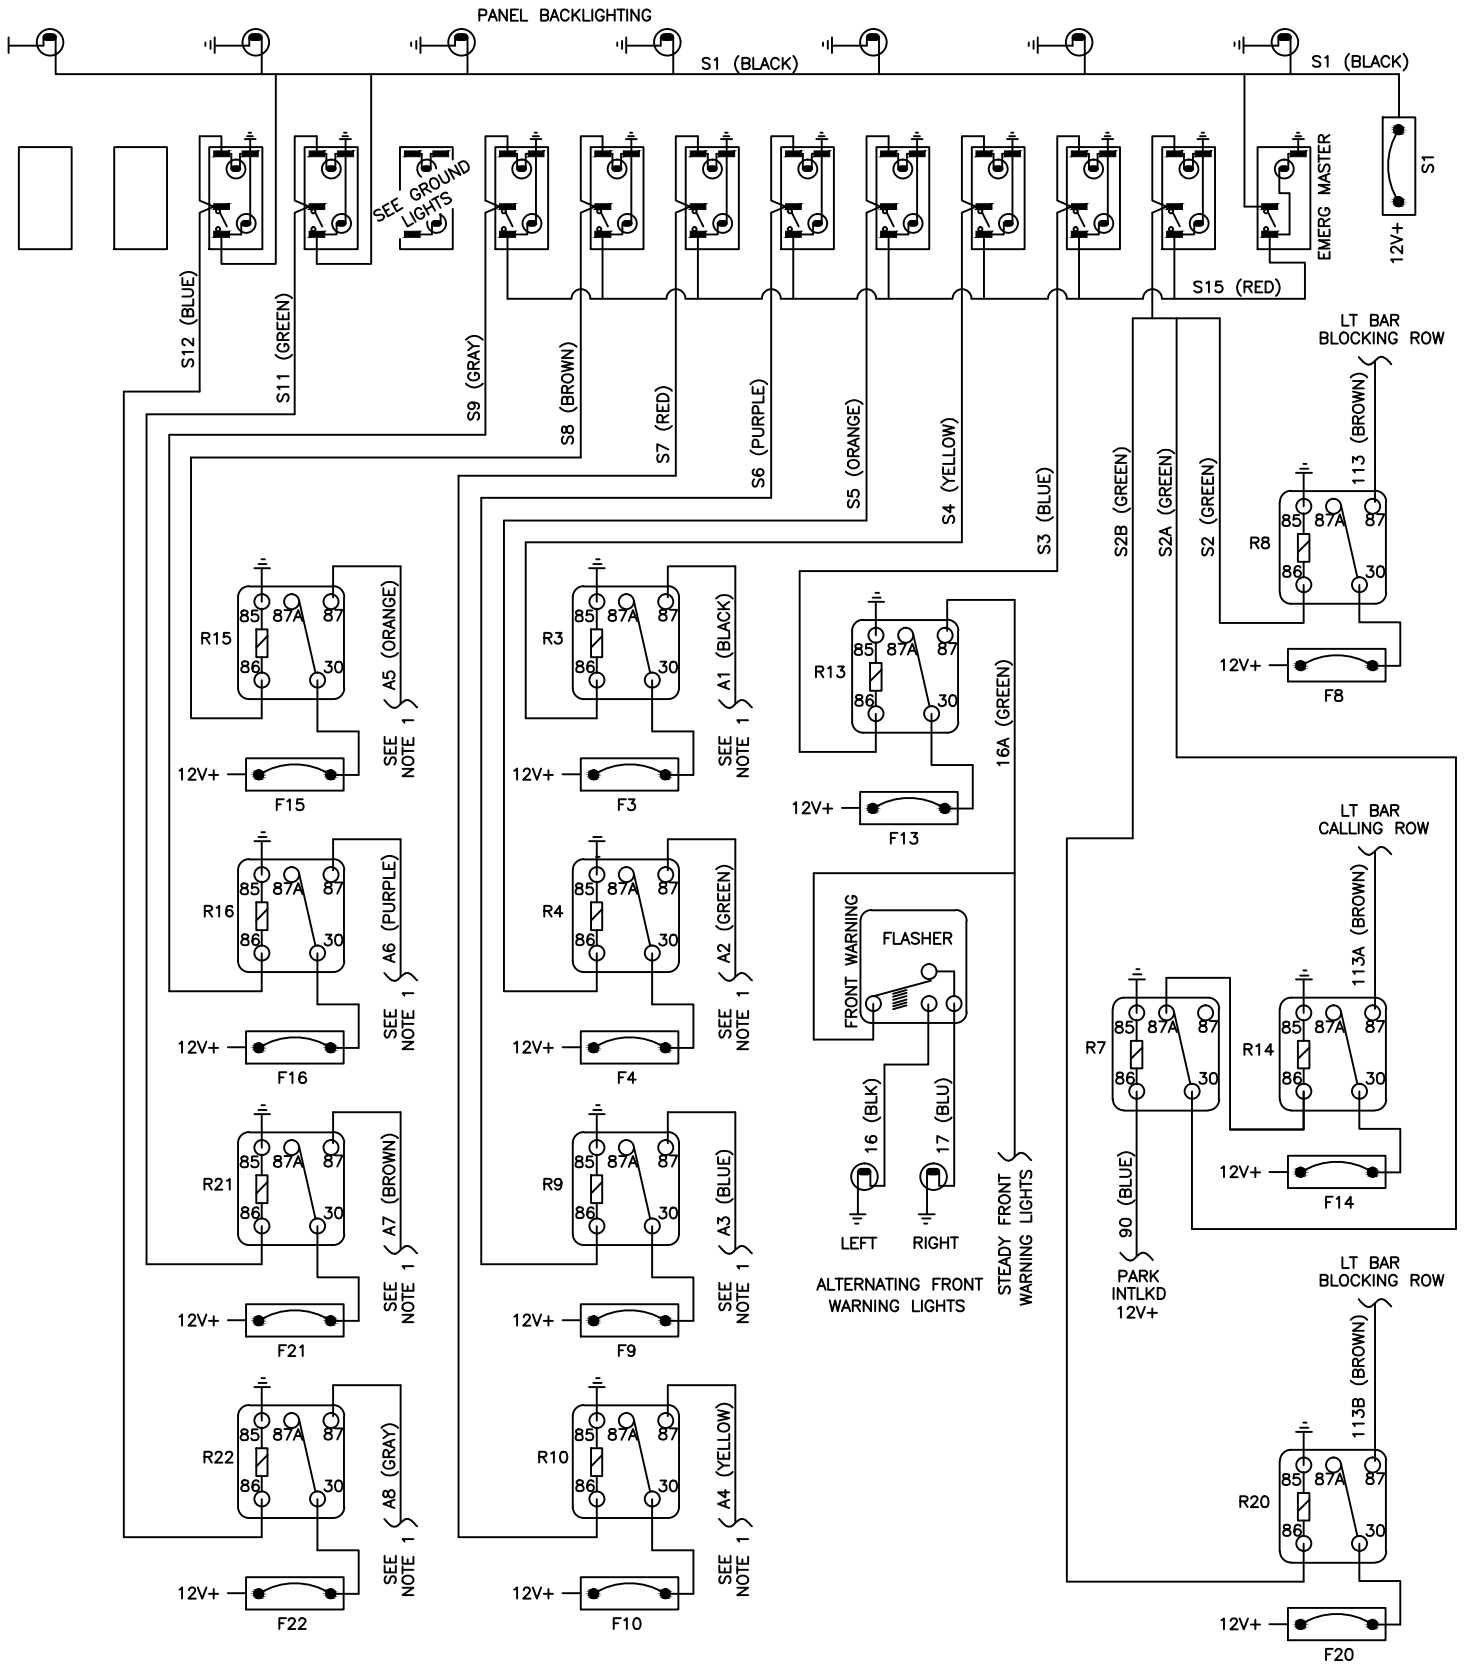 PANEL BACKLIGHTING
S1 (BLACK)
S1 (BLACK)
SEE GROUND
LIGHTS
EMERG MASTER
S1
12V+
S15 (RED)
S12 (BLUE)
S11 (GREEN)
S9 (GRAY)
S8 (BROWN)
S7 (RED)
S6 (PURPLE)
S5 (ORANGE)
S4 (YELLOW)
S3 (BLUE)
S2B (GREEN)
S2A (GREEN)
S2 (GREEN)
LT BAR
BLOCKING ROW
113 (BROWN)
R8
85
87A
87
86
30
12V+
F8
R15
85
87A
87
86
30
A5 (ORANGE)
SEE
NOTE 1
12V+
F15
R3
85
87A
87
86
30
A1 (BLACK)
SEE
NOTE 1
12V+
F3
R13
85
87A
87
86
30
16A (GREEN)
12V+
F13
R16
85
87A
87
86
30
A6 (PURPLE)
SEE
NOTE 1
12V+
F16
R4
85
87A
87
86
30
A2 (GREEN)
SEE
NOTE 1
12V+
F4
FRONT WARNING
FLASHER
16 (BLK)
17 (BLU)
LEFT
RIGHT
ALTERNATING FRONT
WARNING LIGHTS
STEADY FRONT
WARNING LIGHTS
LT BAR
CALLING ROW
113A (BROWN)
R7
85
87A
87
86
30
90 (BLUE)
PARK
INTLKD
12V+
R14
85
87A
87
86
30
12V+
F14
R21
85
87A
87
86
30
A7 (BROWN)
SEE
NOTE 1
12V+
F21
R9
85
87A
87
86
30
A3 (BLUE)
SEE
NOTE 1
12V+
F9
LT BAR
BLOCKING ROW
113B (BROWN)
R22
85
87A
87
86
30
A8 (GRAY)
SEE
NOTE 1
12V+
F22
R10
85
87A
87
86
30
A4 (YELLOW)
SEE
NOTE 1
12V+
F10
R20
85
87A
87
86
30
12V+
F20